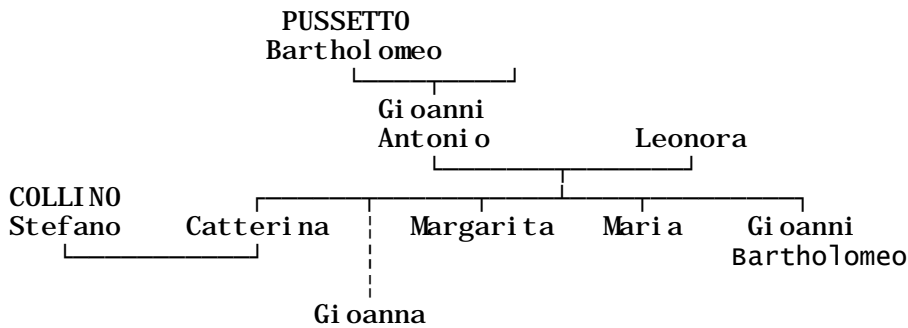 PUSSETTO
Bartholomeo
Gioanni
Antonio Leonora
COLLINO
Stefano Catterina Margarita Maria Gioanni
Bartholomeo
Gioanna